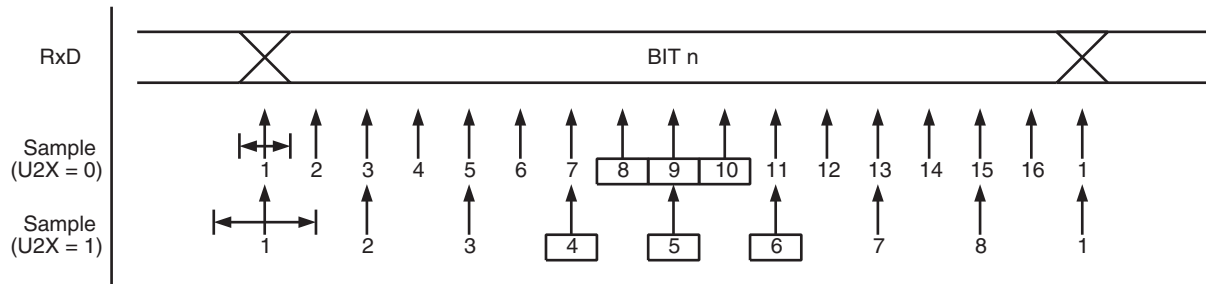 RxD BIT n
Sample
(U2X = 0)
1 2 3 4 5 6 7 8 9 10 11 12 13 14 15 16 1
Sample
(U2X = 1)
1 2 3 4 5 6 7 8 1